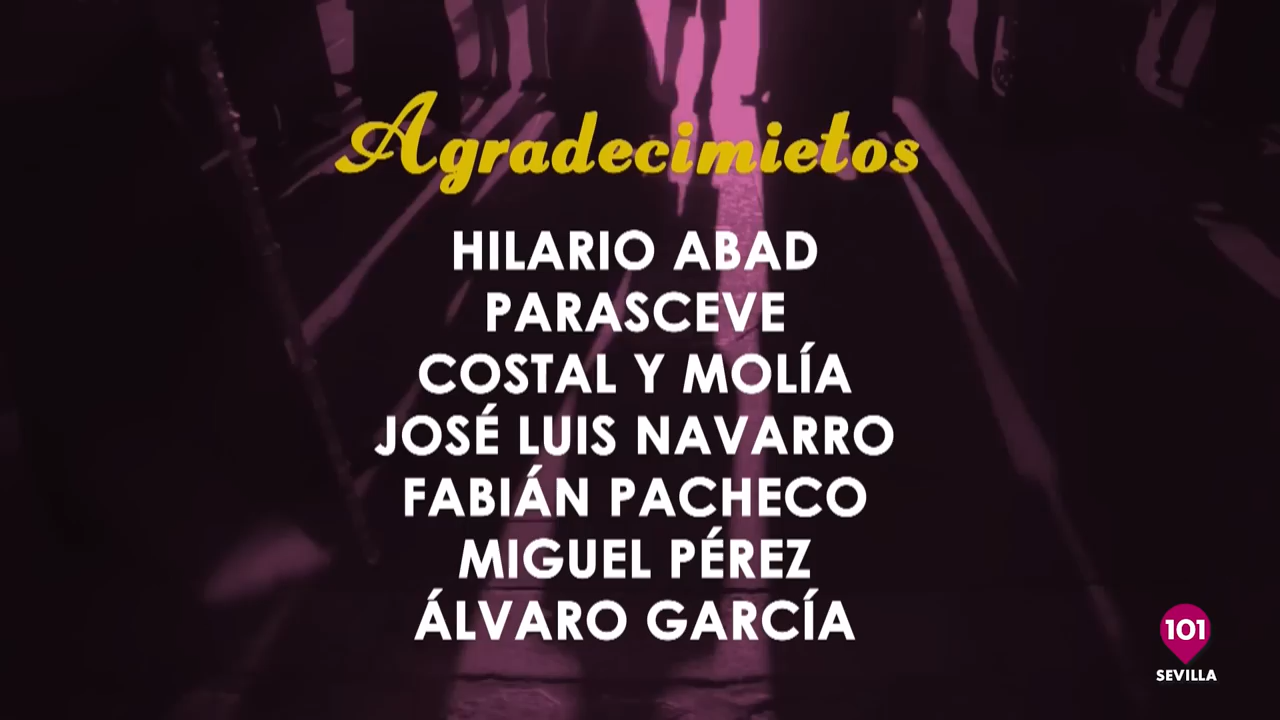 Agradecimietos
HILARIO ABAD
PARASCEVE
COSTAL Y MOLÍA
JOSÉ LUIS NAVARRO
FABIÁN PACHECO
MIGUEL PÉREZ
ÁLVARO GARCÍA
101
SEVILLA